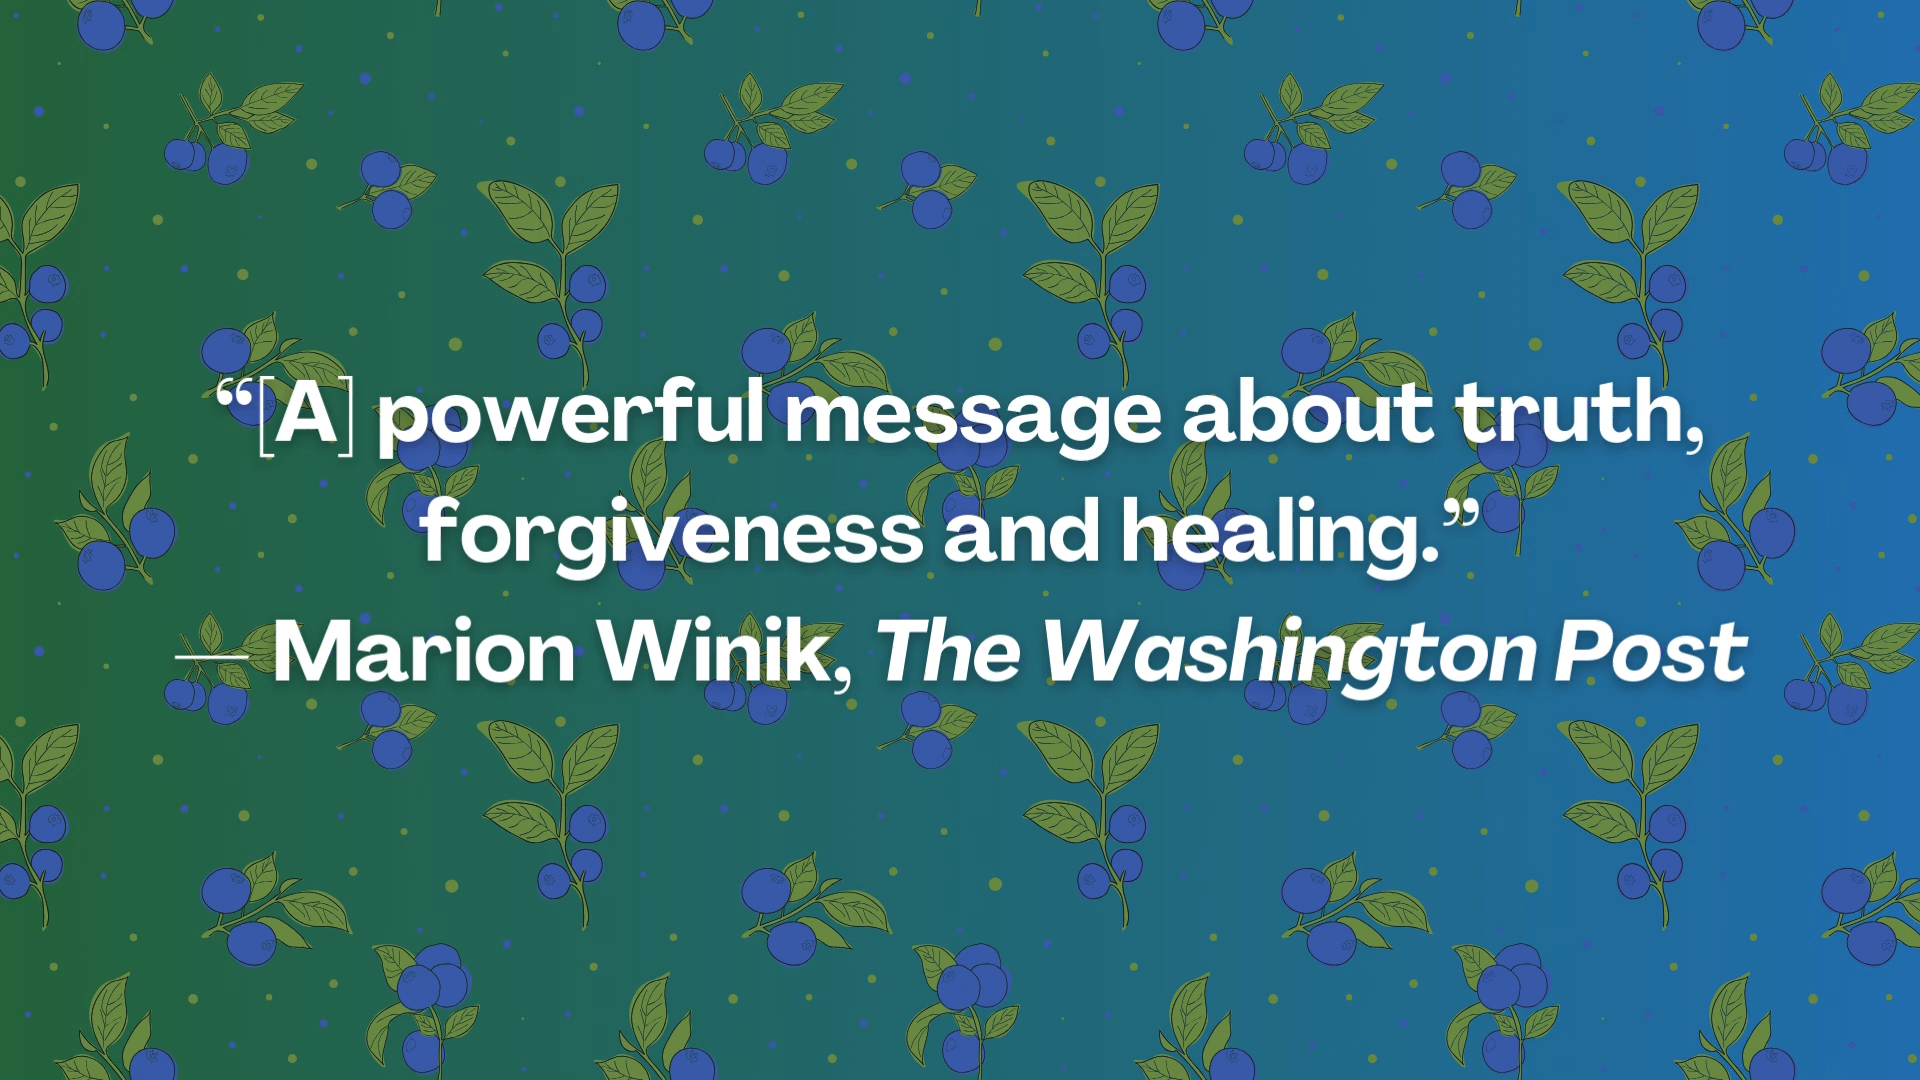 “[A] powerful message about truth,
forgiveness and healing.”
— Marion Winik, The Washington Post